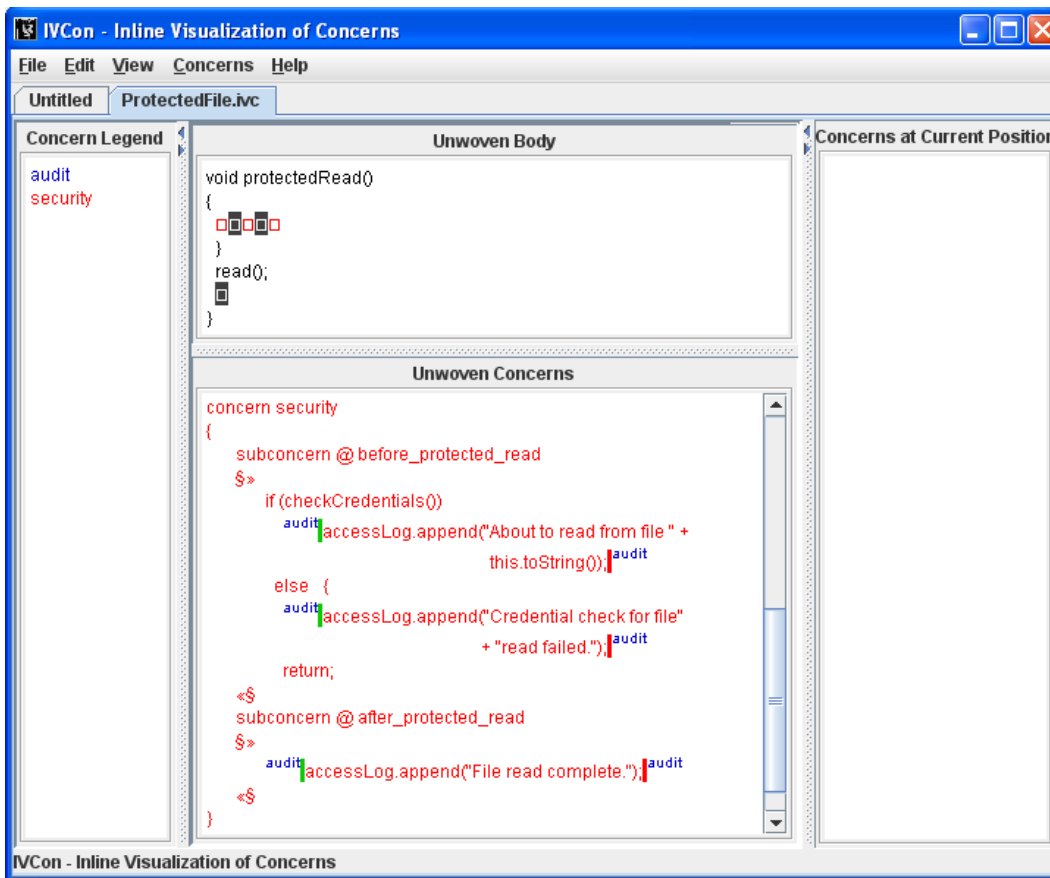 IVCon - Inline Visualization of Concerns
File Edit View Concerns Help
Untitled ProtectedFile.ivc
Concern Legend
audit
security
Unwoven Body
void protectedRead()
{
}
read();
}
Unwoven Concerns
concern security
{
subconcern @ before_protected_read
§»
if (checkCredentials())
audit accessLog.append("About to read from file " +
this.toString()); audit
else {
audit accessLog.append("Credential check for file"
+ "read failed."); audit
return;
«§
subconcern @ after_protected_read
§»
audit accessLog.append("File read complete."); audit
«§
}
Concerns at Current Position
IVCon - Inline Visualization of Concerns